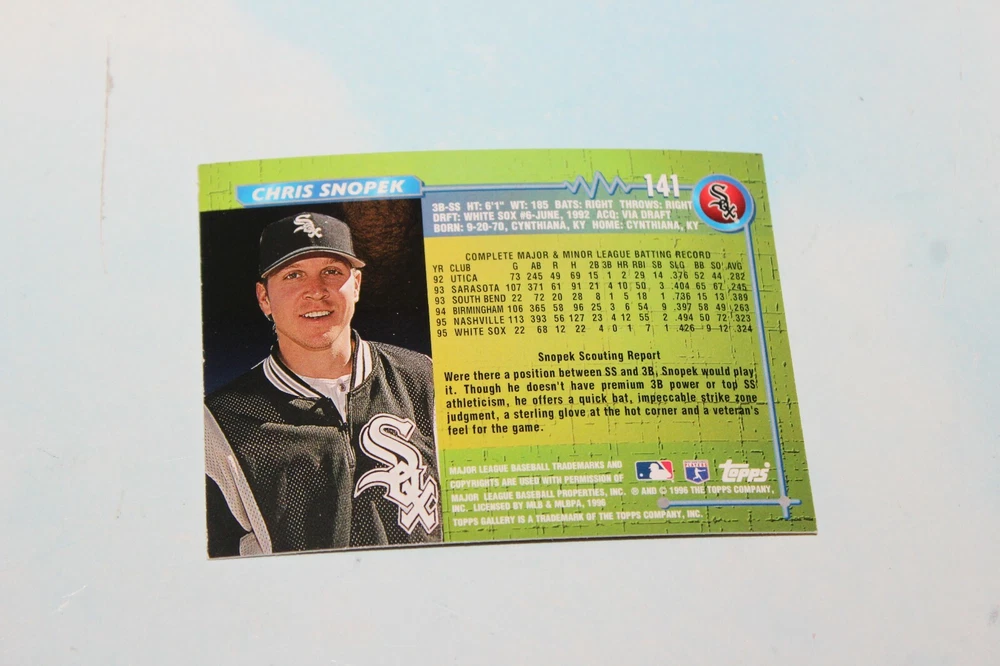 CHRIS SNOPEK
141
Sox
3B-SS HT: 6'1" WT: 185 BATS: RIGHT THROWS: RIGHT
DRFT: WHITE SOX #6-JUNE, 1992 ACQ: VIA DRAFT
BORN: 9-20-70, CYNTHIANA, KY HOME: CYNTHIANA, KY
COMPLETE MAJOR & MINOR LEAGUE BATTING RECORD
YR CLUB G AB R H 2B 3B HR RBI SB SLG BB SO AVG
92 UTICA 73 245 49 69 15 1 2 29 14 .376 52 44 .282
93 SARASOTA 107 371 61 91 21 4 10 50 3 .404 65 67 .245
93 SOUTH BEND 22 72 20 28 8 1 5 18 1 .736 15 13 .389
94 BIRMINGHAM 106 365 58 96 25 3 6 54 9 .397 58 49 .263
95 NASHVILLE 113 393 56 127 23 4 12 55 2 .494 50 72 .323
95 WHITE SOX 22 68 12 22 4 0 1 7 1 .426 9 12 .324
Snopek Scouting Report
Were there a position between SS and 3B, Snopek would play
it. Though he doesn't have premium 3B power or top SS
athleticism, he offers a quick bat, impeccable strike zone
judgment, a sterling glove at the hot corner and a veteran's
feel for the game.
Sox
Sox
MAJOR LEAGUE BASEBALL TRADEMARKS AND
COPYRIGHTS ARE USED WITH PERMISSION OF
MAJOR LEAGUE BASEBALL PROPERTIES, INC. ® AND © 1996 THE TOPPS COMPANY,
INC. LICENSED BY MLB & MLBPA, 1996
TOPPS GALLERY IS A TRADEMARK OF THE TOPPS COMPANY, INC.
PLAYERS
Topps